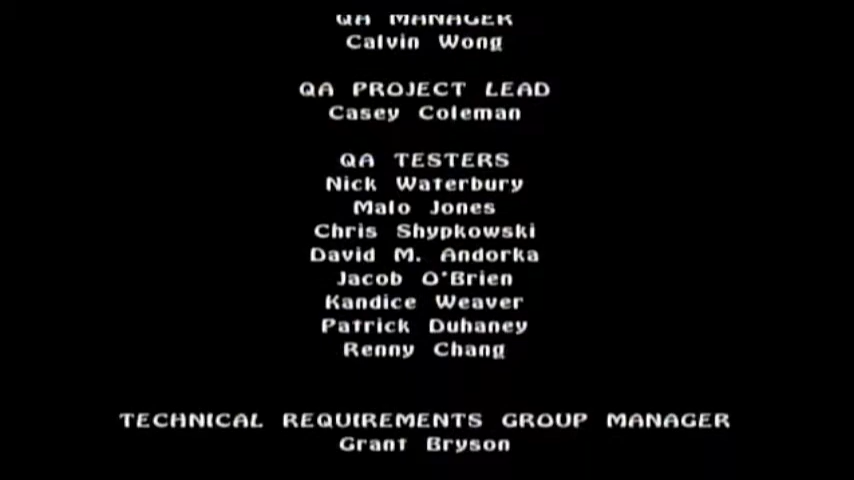 QA MANAGER
Calvin Wong
QA PROJECT LEAD
Casey Coleman
QA TESTERS
Nick Waterbury
Malo Jones
Chris Shypkowski
David M. Andorka
Jacob O'Brien
Kandice Weaver
Patrick Duhaney
Renny Chang
TECHNICAL REQUIREMENTS GROUP MANAGER
Grant Bryson